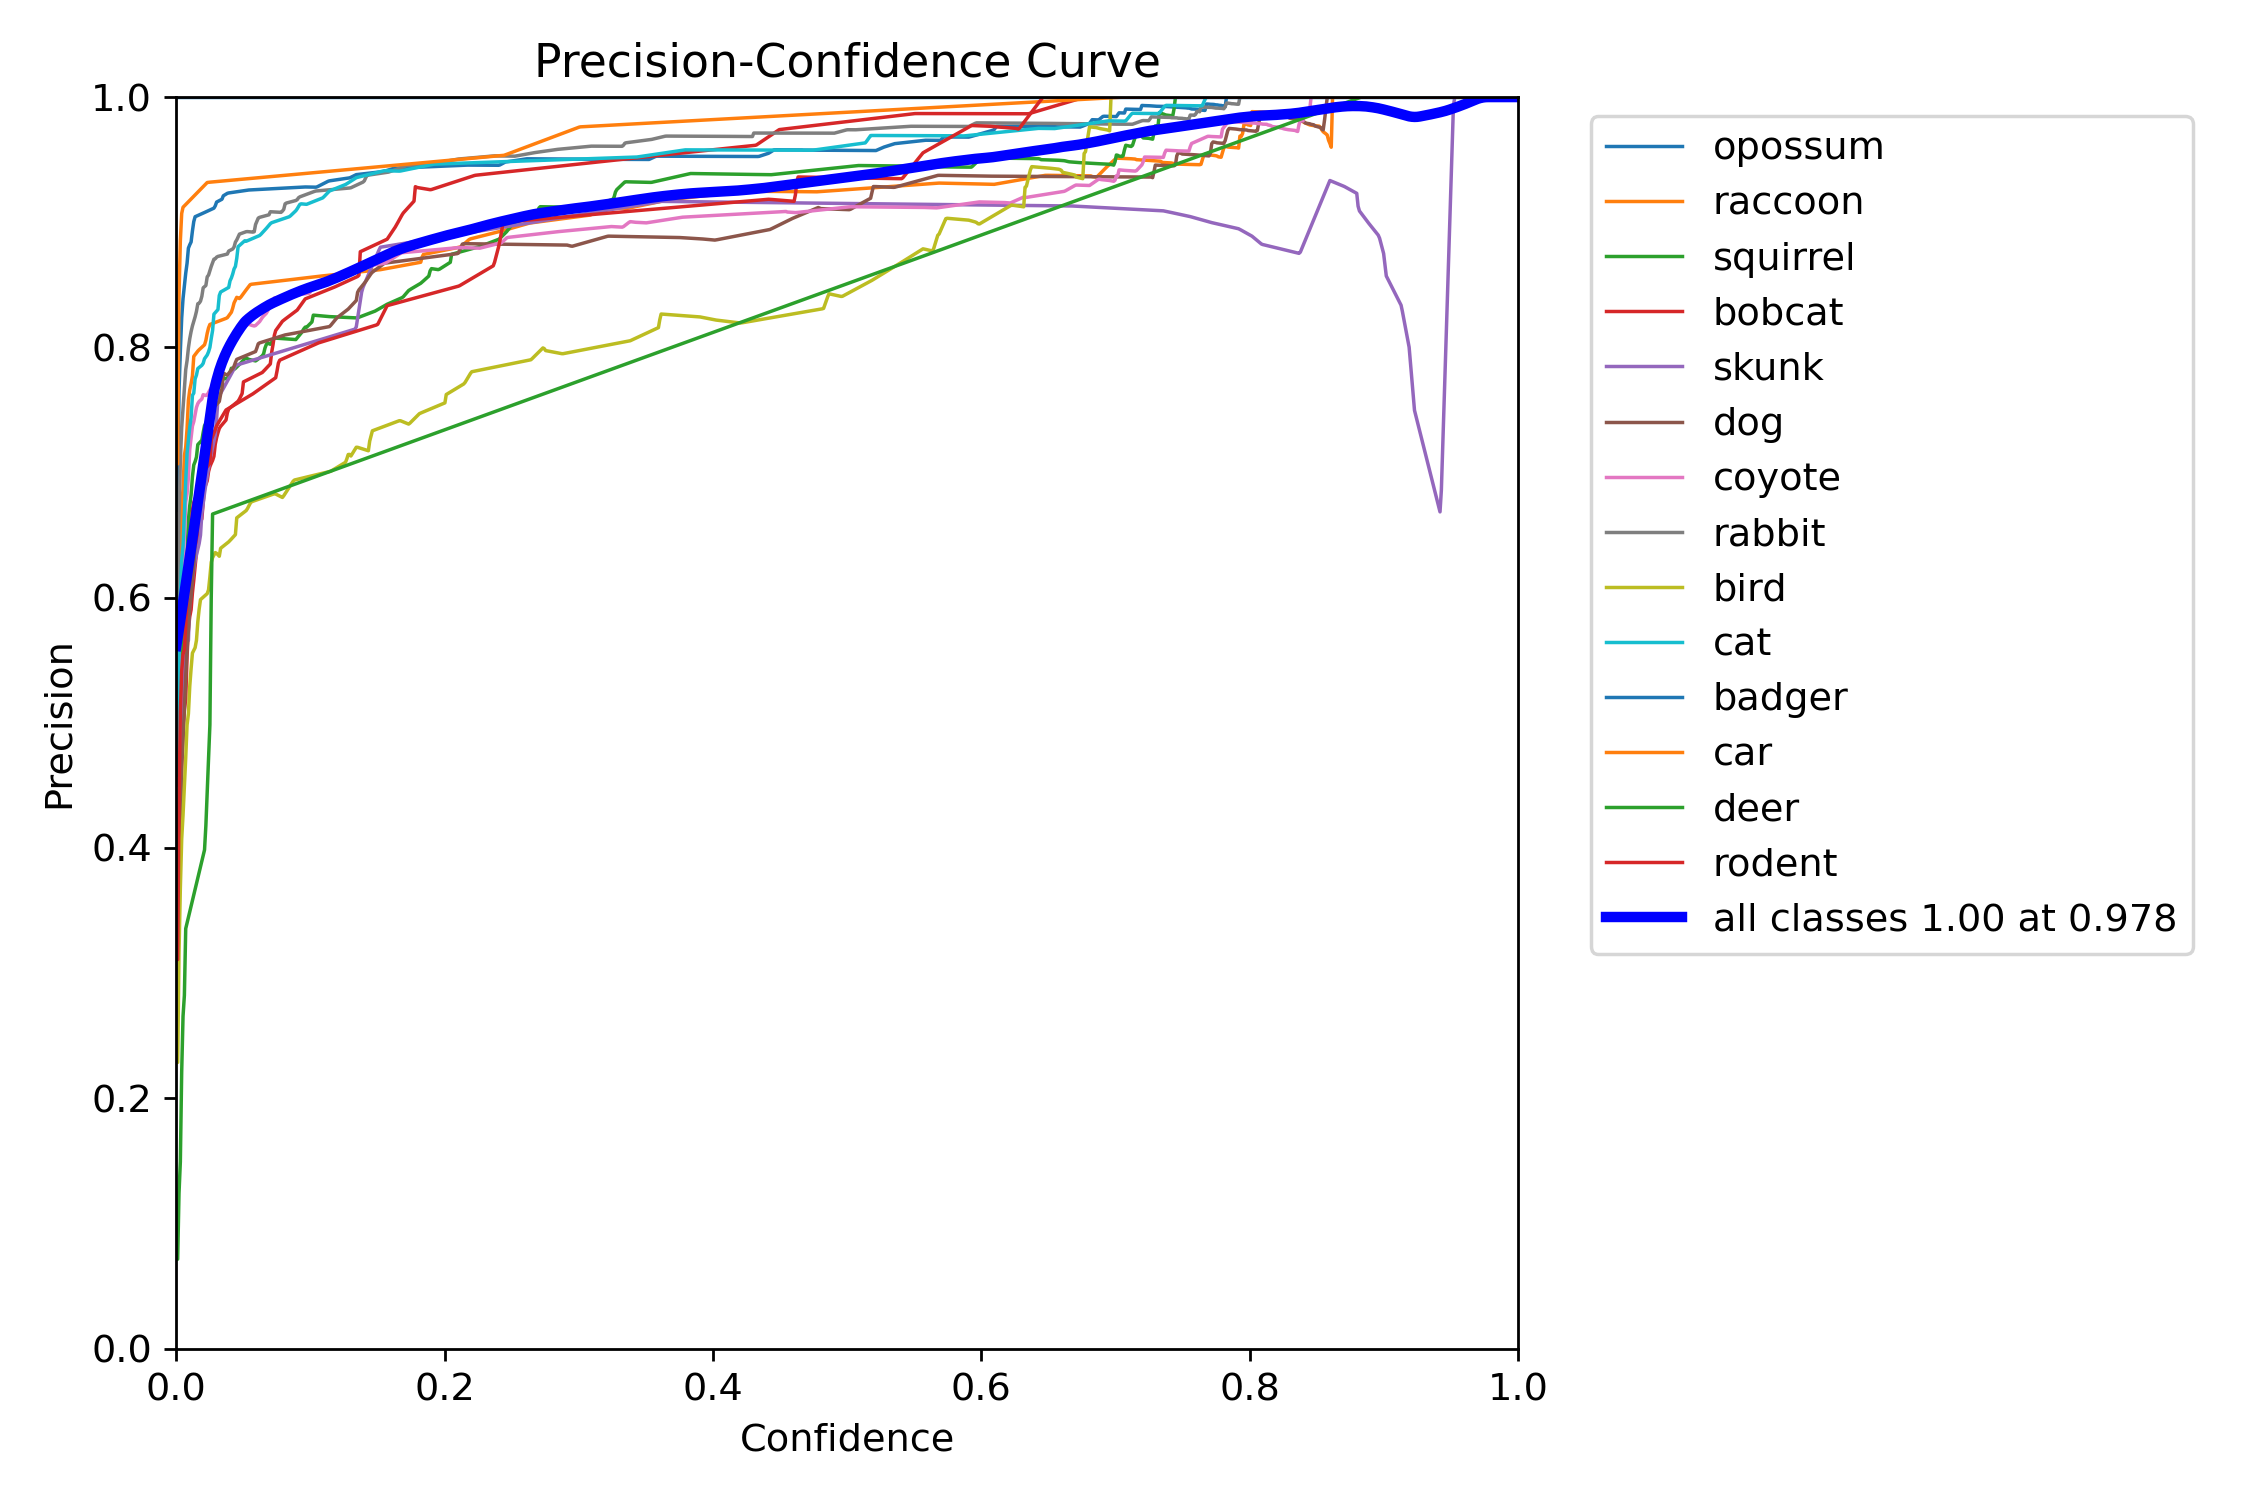 Precision-Confidence Curve
1.0
0.8
0.6
0.4
0.2
0.0
Precision
0.0 0.2 0.4 0.6 0.8 1.0
Confidence
opossum
raccoon
squirrel
bobcat
skunk
dog
coyote
rabbit
bird
cat
badger
car
deer
rodent
all classes 1.00 at 0.978